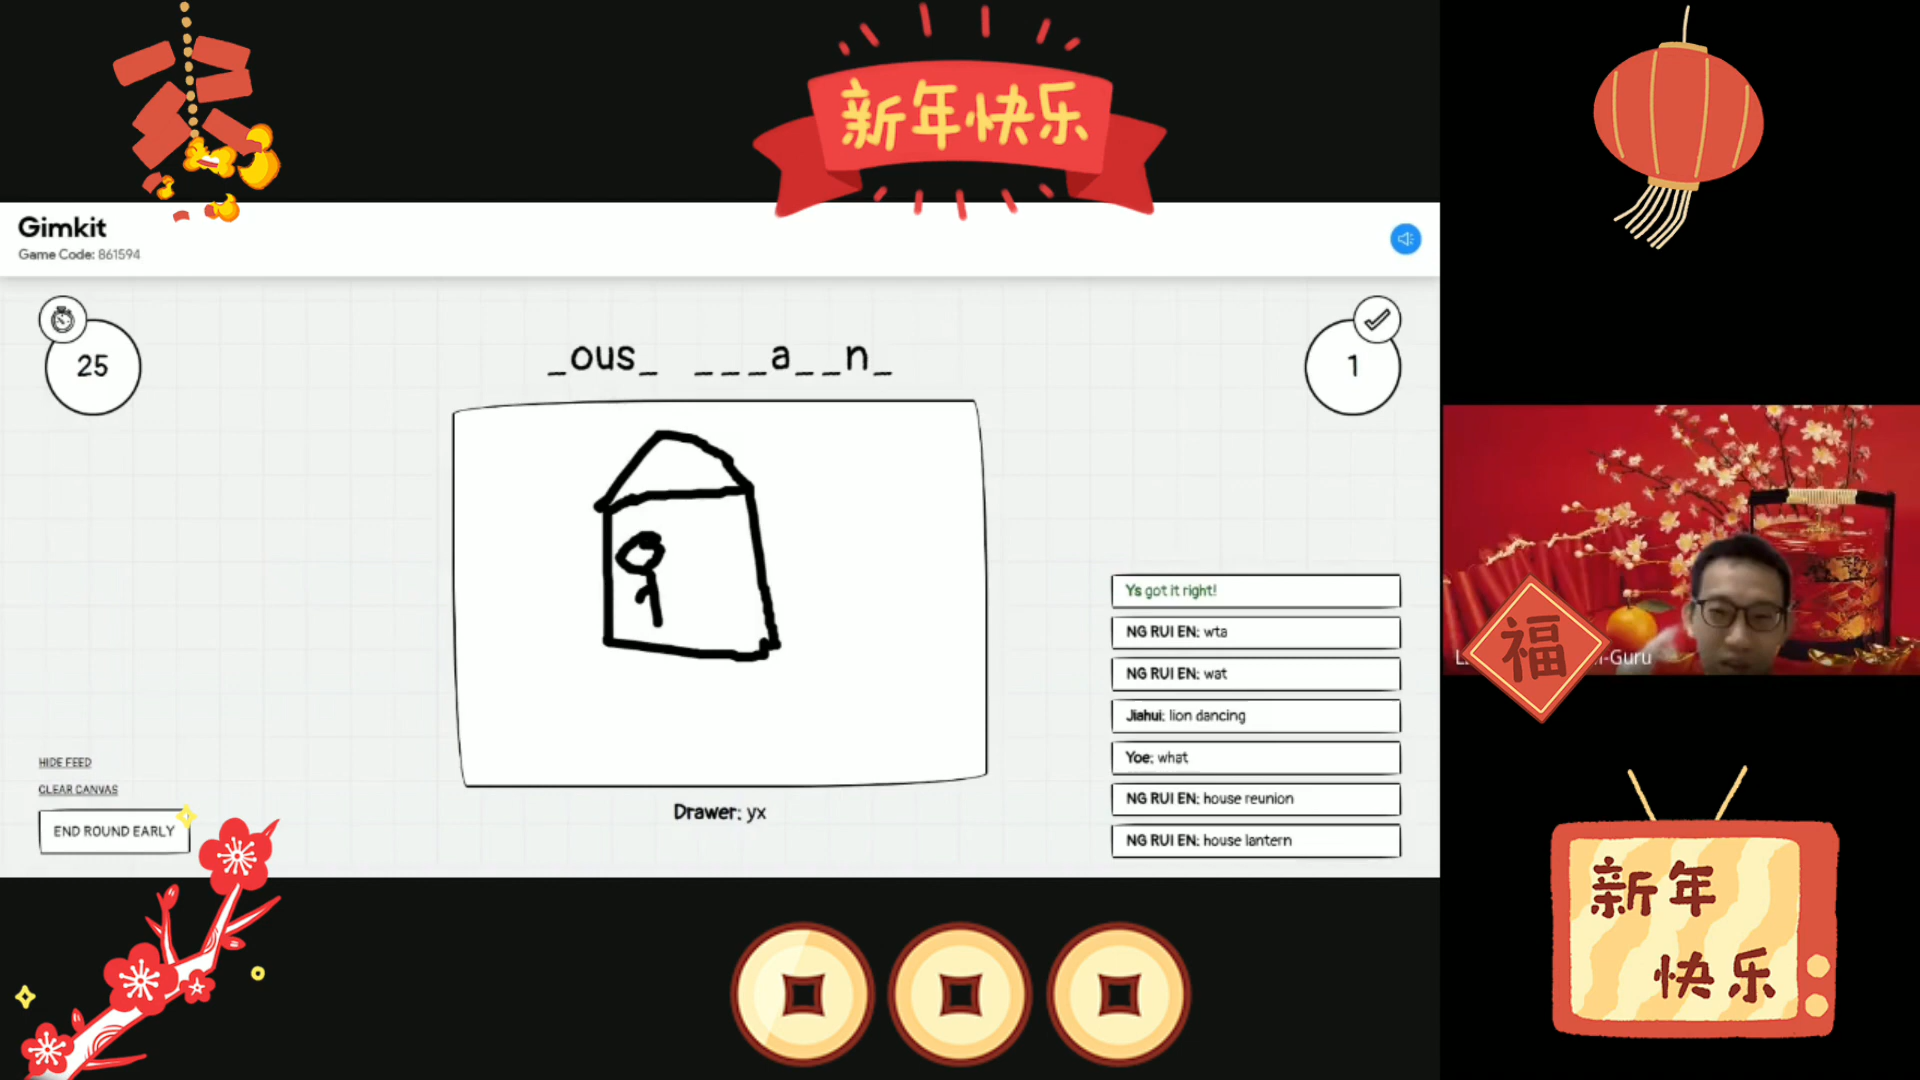 新年快乐
Gimkit
Game Code: 861594
25
_ous_ ___a__n_
1
Ys got it right!
NG RUI EN: wta
NG RUI EN: wat
Jiahui: lion dancing
Yoe: what
NG RUI EN: house reunion
NG RUI EN: house lantern
HIDE FEED
CLEAR CANVAS
END ROUND EARLY
Drawer: yx
福
-Guru
新年
快乐